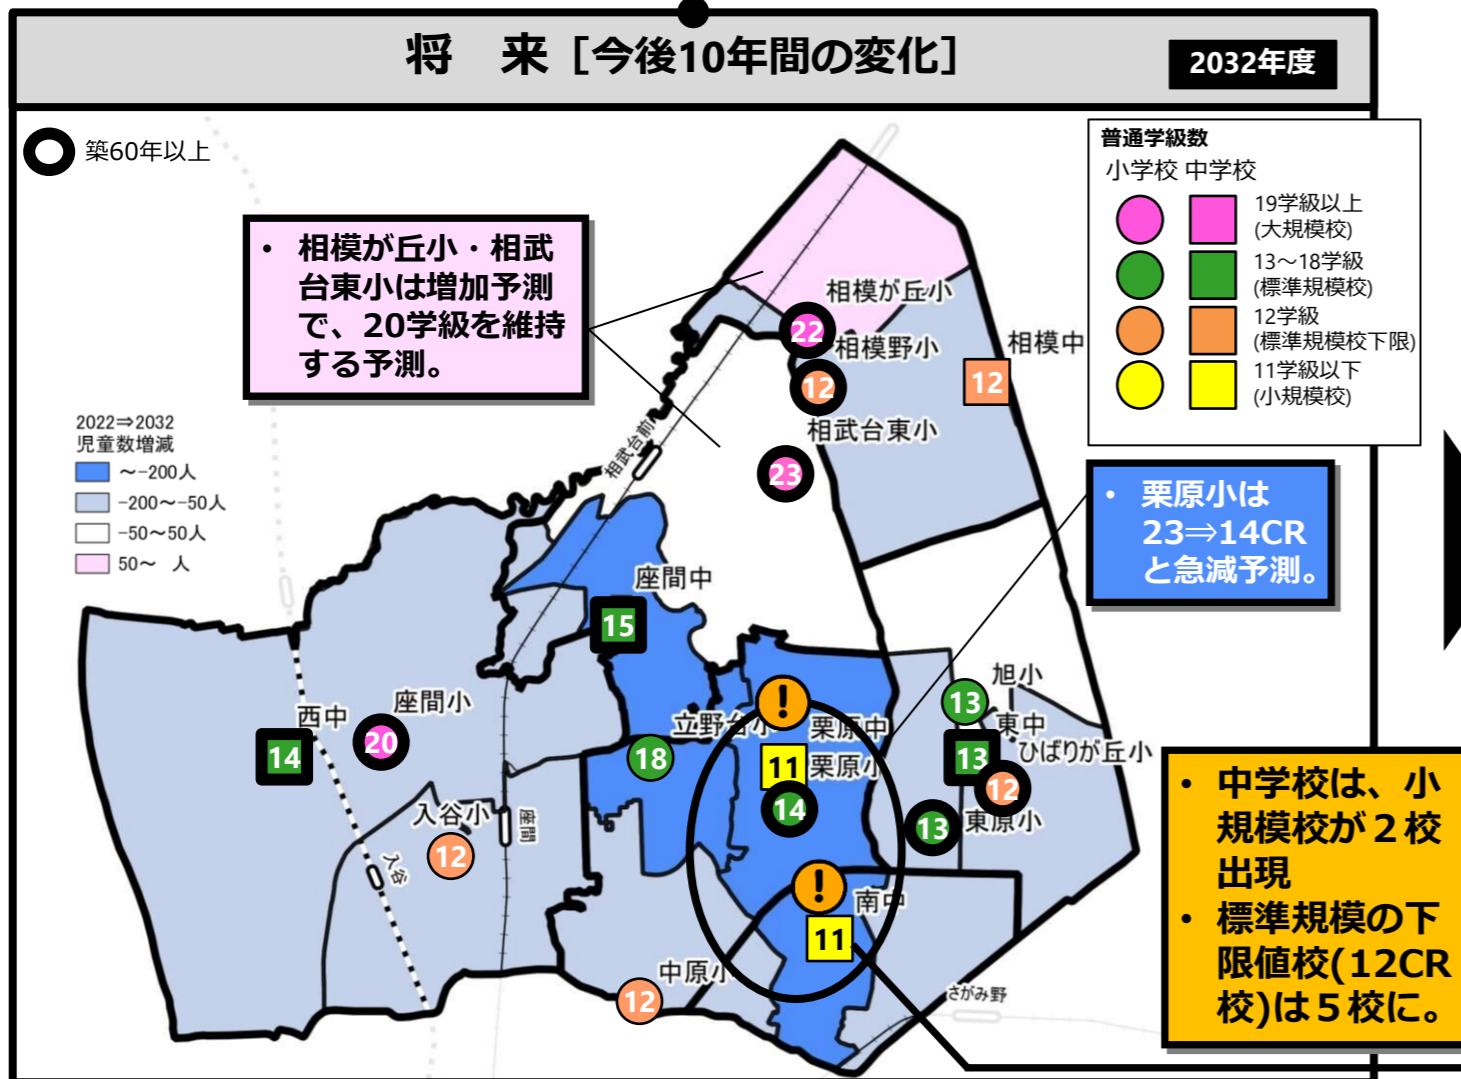 将　来［今後10年間の変化］
2032年度
築60年以上
普通学級数
小学校 中学校
19学級以上
(大規模校)
13～18学級
(標準規模校)
12学級
(標準規模校下限)
11学級以下
(小規模校)
• 相模が丘小・相武
台東小は増加予測
で、20学級を維持
する予測。
相模が丘小
22
相模野小
12
相模中
12
相武台東小
23
相武台前
2022⇒2032
児童数増減
～-200人
-200～-50人
-50～50人
50～ 人
• 栗原小は
23⇒14CR
と急減予測。
座間中
15
旭小
13
東中
13
ひばりが丘小
12
東原小
13
西中
14
座間小
20
立野台小
18
!
栗原中
11
栗原小
14
入谷小
12
座間
入谷
!
南中
11
中原小
12
さがみ野
• 中学校は、小
規模校が２校
出現
• 標準規模の下
限値校(12CR
校)は５校に。